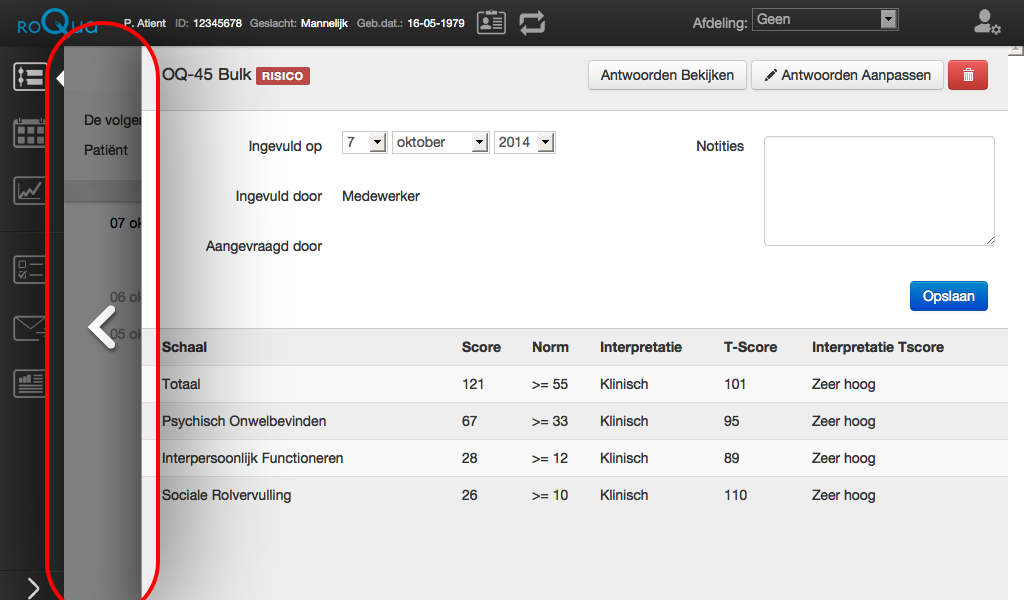 roQua P. Atient ID: 12345678 Geslacht: Mannelijk Geb.dat.: 16-05-1979 Afdeling: Geen
OQ-45 Bulk RISICO Antwoorden Bekijken Antwoorden Aanpassen
De volge
Patiënt
Ingevuld op 7 oktober 2014 Notities
Ingevuld door Medewerker
07 ok
Aangevraagd door
06 ok
Opslaan
05 ok
Schaal Score Norm Interpretatie T-Score Interpretatie Tscore
Totaal 121 >= 55 Klinisch 101 Zeer hoog
Psychisch Onwelbevinden 67 >= 33 Klinisch 95 Zeer hoog
Interpersoonlijk Functioneren 28 >= 12 Klinisch 89 Zeer hoog
Sociale Rolvervulling 26 >= 10 Klinisch 110 Zeer hoog